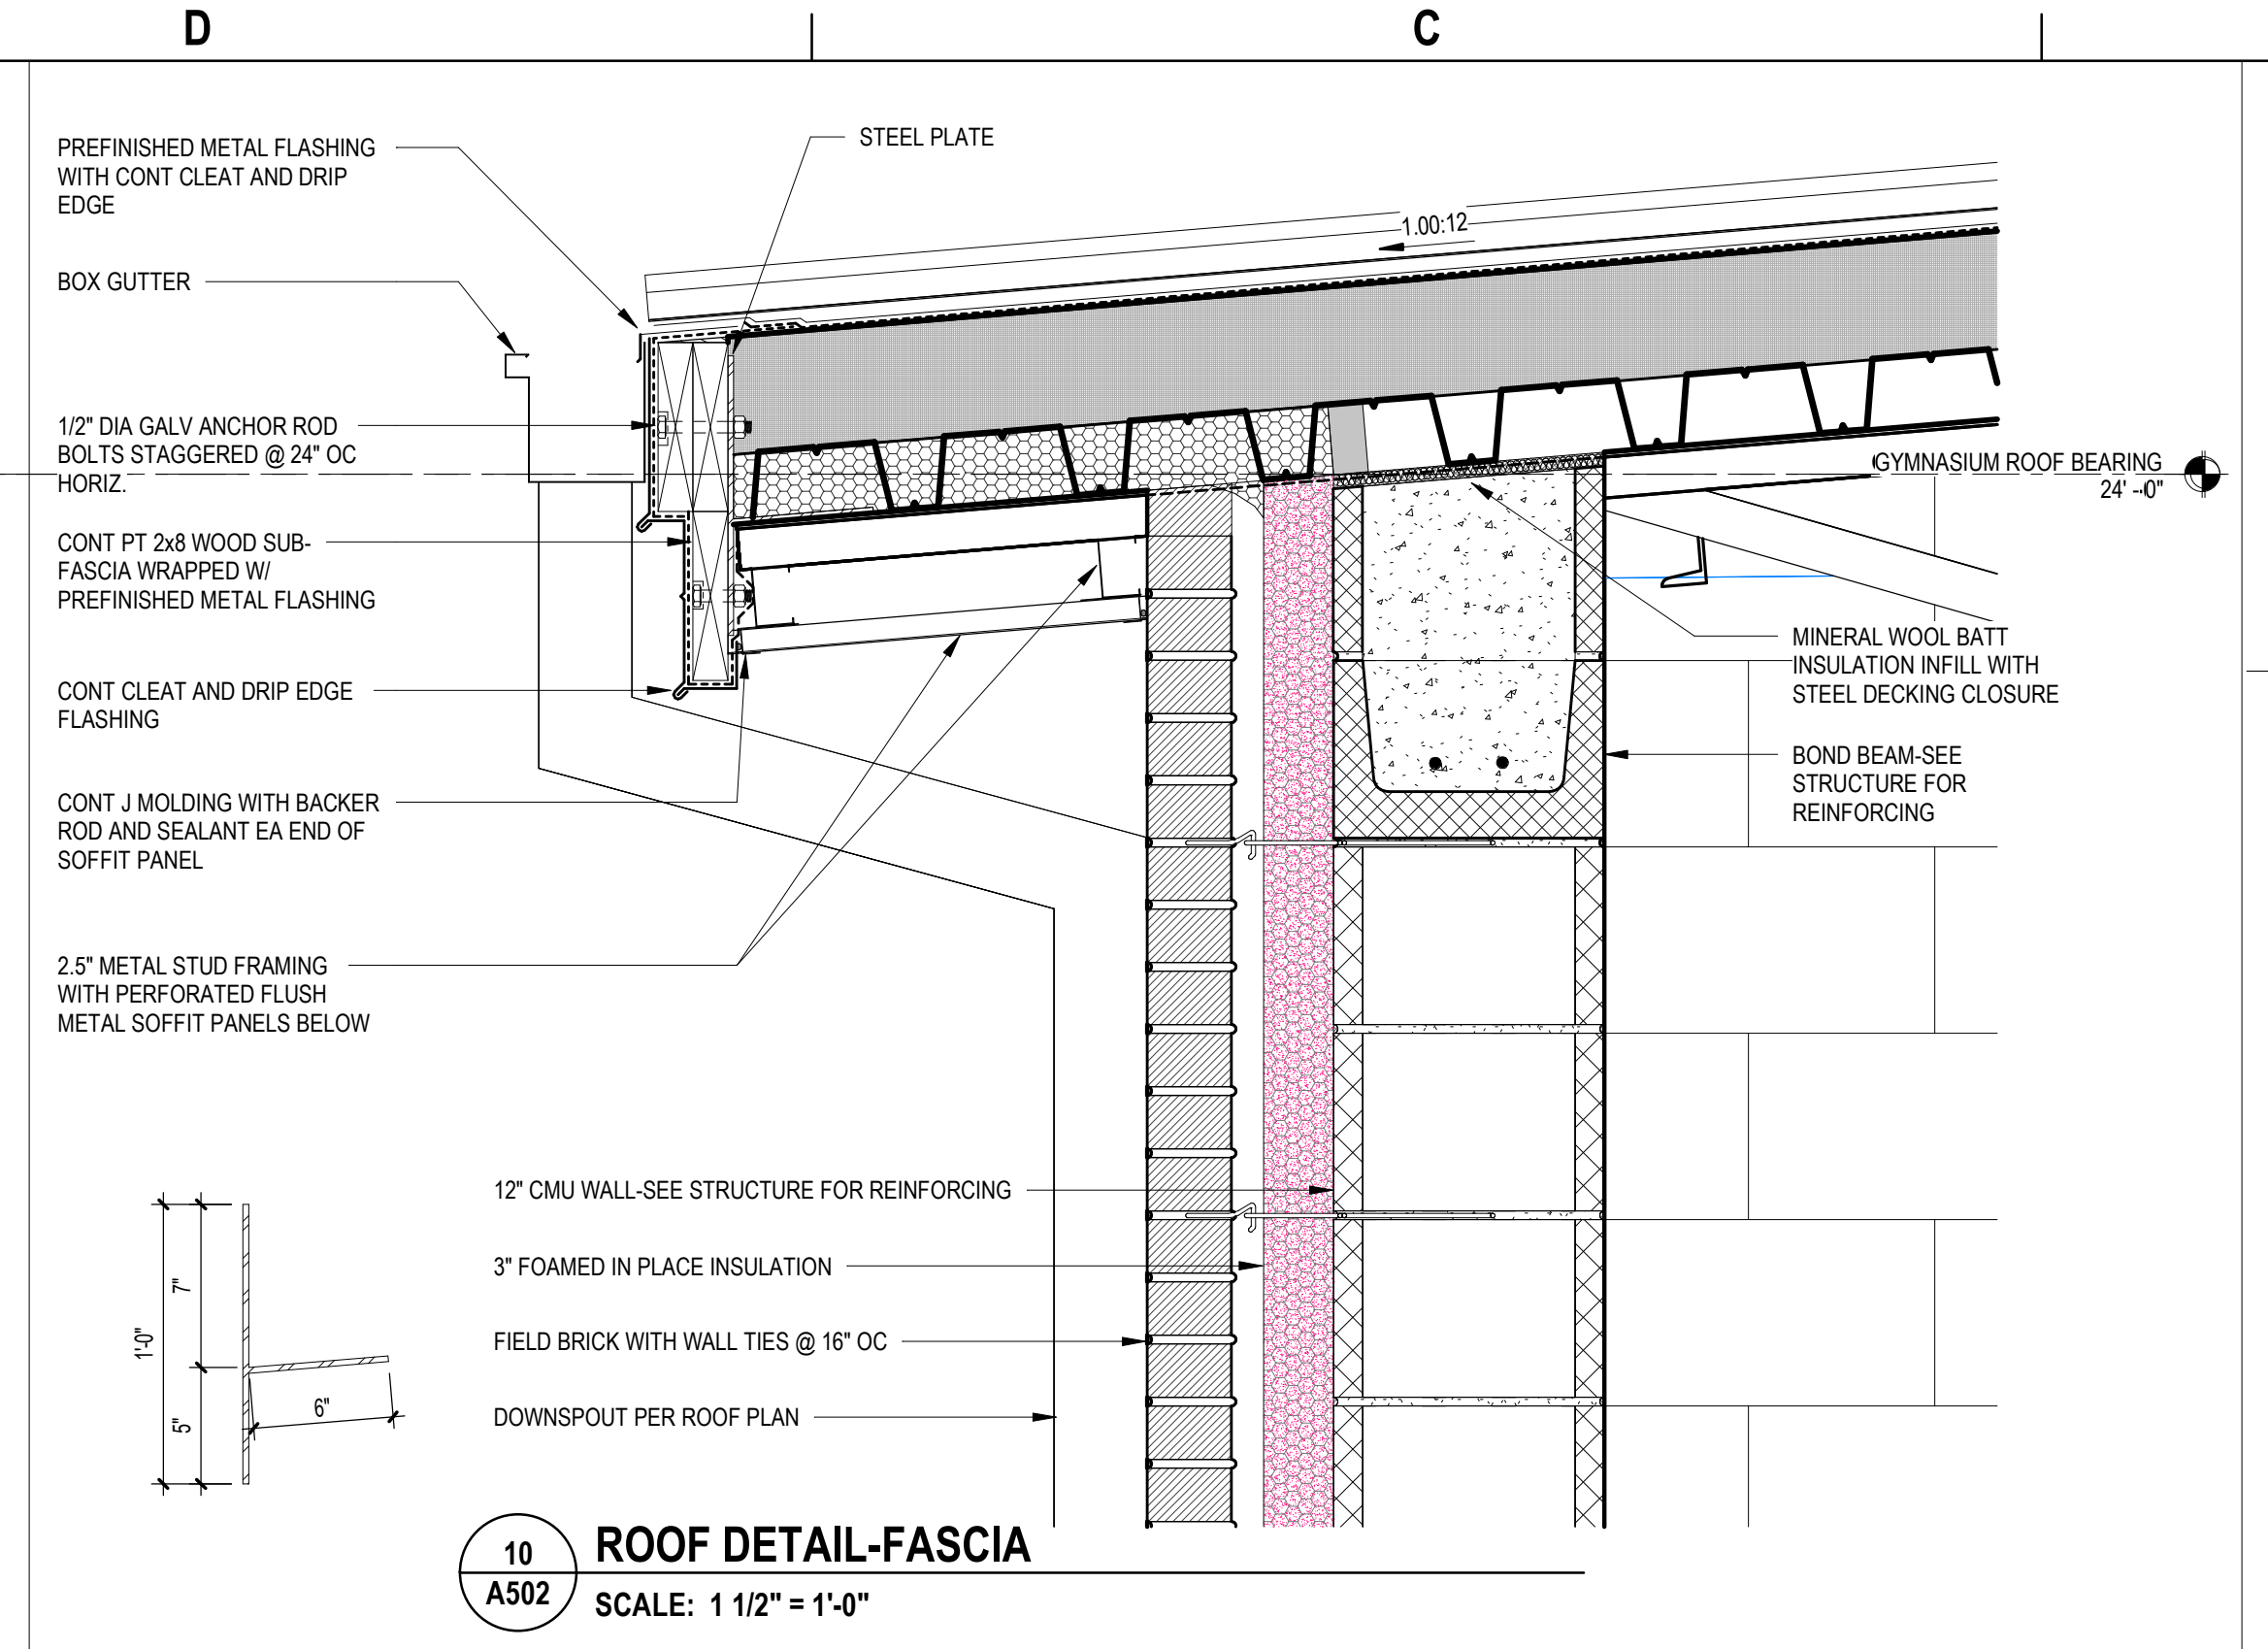 D
C
PREFINISHED METAL FLASHING
WITH CONT CLEAT AND DRIP
EDGE
STEEL PLATE
1.00:12
BOX GUTTER
1/2" DIA GALV ANCHOR ROD
BOLTS STAGGERED @ 24" OC
HORIZ.
GYMNASIUM ROOF BEARING
24' - 0"
CONT PT 2x8 WOOD SUB-
FASCIA WRAPPED W/
PREFINISHED METAL FLASHING
MINERAL WOOL BATT
INSULATION INFILL WITH
STEEL DECKING CLOSURE
CONT CLEAT AND DRIP EDGE
FLASHING
BOND BEAM-SEE
STRUCTURE FOR
REINFORCING
CONT J MOLDING WITH BACKER
ROD AND SEALANT EA END OF
SOFFIT PANEL
2.5" METAL STUD FRAMING
WITH PERFORATED FLUSH
METAL SOFFIT PANELS BELOW
12" CMU WALL-SEE STRUCTURE FOR REINFORCING
3" FOAMED IN PLACE INSULATION
FIELD BRICK WITH WALL TIES @ 16" OC
DOWNSPOUT PER ROOF PLAN
7"
1'-0"
5"
6"
10
A502
ROOF DETAIL-FASCIA
SCALE: 1 1/2" = 1'-0"